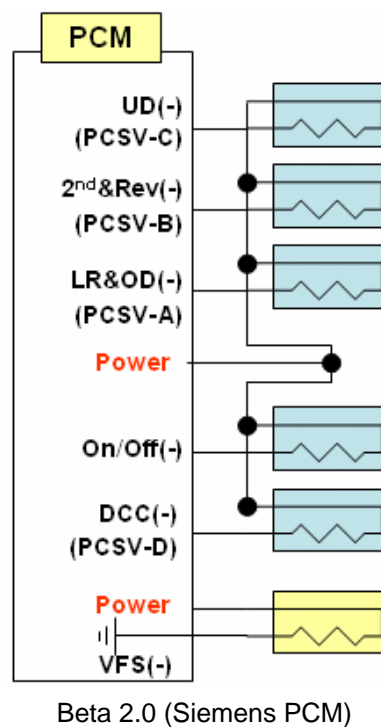 PCM
UD(-)
(PCSV-C)
2nd&Rev(-)
(PCSV-B)
LR&OD(-)
(PCSV-A)
Power
On/Off(-)
DCC(-)
(PCSV-D)
Power
VFS(-)
Beta 2.0 (Siemens PCM)